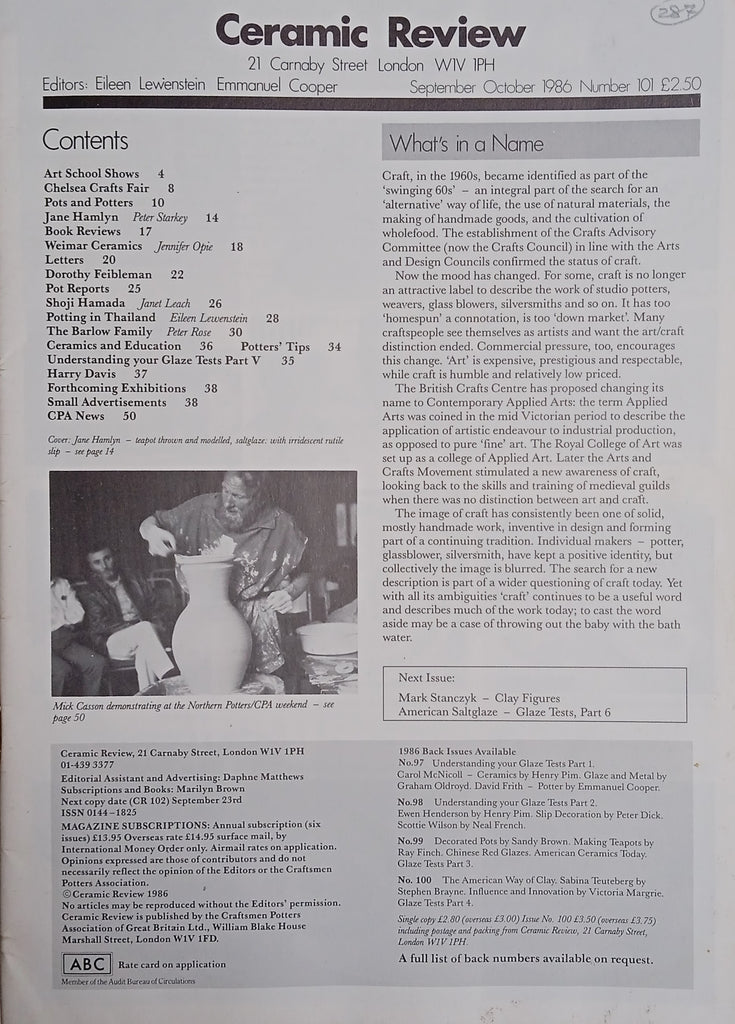 287
Ceramic Review
21 Carnaby Street London W1V 1PH
Editors: Eileen Lewenstein Emmanuel Cooper September October 1986 Number 101 £2.50
Contents
Art School Shows 4
Chelsea Crafts Fair 8
Pots and Potters 10
Jane Hamlyn Peter Starkey 14
Book Reviews 17
Weimar Ceramics Jennifer Opie 18
Letters 20
Dorothy Feibleman 22
Pot Reports 25
Shoji Hamada Janet Leach 26
Potting in Thailand Eileen Lewenstein 28
The Barlow Family Peter Rose 30
Ceramics and Education 36 Potters' Tips 34
Understanding your Glaze Tests Part V 35
Harry Davis 37
Forthcoming Exhibitions 38
Small Advertisements 38
CPA News 50
Cover: Jane Hamlyn – teapot thrown and modelled, saltglaze: with irridescent rutile
slip – see page 14
Mick Casson demonstrating at the Northern Potters/CPA weekend – see
page 50
What's in a Name
Craft, in the 1960s, became identified as part of the
'swinging 60s' – an integral part of the search for an
'alternative' way of life, the use of natural materials, the
making of handmade goods, and the cultivation of
wholefood. The establishment of the Crafts Advisory
Committee (now the Crafts Council) in line with the Arts
and Design Councils confirmed the status of craft.
Now the mood has changed. For some, craft is no longer
an attractive label to describe the work of studio potters,
weavers, glass blowers, silversmiths and so on. It has too
'homespun' a connotation, is too 'down market'. Many
craftspeople see themselves as artists and want the art/craft
distinction ended. Commercial pressure, too, encourages
this change. 'Art' is expensive, prestigious and respectable,
while craft is humble and relatively low priced.
The British Crafts Centre has proposed changing its
name to Contemporary Applied Arts: the term Applied
Arts was coined in the mid Victorian period to describe the
application of artistic endeavour to industrial production,
as opposed to pure 'fine' art. The Royal College of Art was
set up as a college of Applied Art. Later the Arts and
Crafts Movement stimulated a new awareness of craft,
looking back to the skills and training of medieval guilds
when there was no distinction between art and craft.
The image of craft has consistently been one of solid,
mostly handmade work, inventive in design and forming
part of a continuing tradition. Individual makers – potter,
glassblower, silversmith, have kept a positive identity, but
collectively the image is blurred. The search for a new
description is part of a wider questioning of craft today. Yet
with all its ambiguities 'craft' continues to be a useful word
and describes much of the work today; to cast the word
aside may be a case of throwing out the baby with the bath
water.
Next Issue:
Mark Stanczyk – Clay Figures
American Saltglaze – Glaze Tests, Part 6
Ceramic Review, 21 Carnaby Street, London W1V 1PH
01-439 3377
Editorial Assistant and Advertising: Daphne Matthews
Subscriptions and Books: Marilyn Brown
Next copy date (CR 102) September 23rd
ISSN 0144–1825
MAGAZINE SUBSCRIPTIONS: Annual subscription (six
issues) £13.95 Overseas rate £14.95 surface mail, by
International Money Order only. Airmail rates on application.
Opinions expressed are those of contributors and do not
necessarily reflect the opinion of the Editors or the Craftsmen
Potters Association.
© Ceramic Review 1986
No articles may be reproduced without the Editors' permission.
Ceramic Review is published by the Craftsmen Potters
Association of Great Britain Ltd., William Blake House
Marshall Street, London W1V 1FD.
ABC Rate card on application
Member of the Audit Bureau of Circulations
1986 Back Issues Available
No.97 Understanding your Glaze Tests Part 1.
Carol McNicoll – Ceramics by Henry Pim. Glaze and Metal by
Graham Oldroyd. David Frith – Potter by Emmanuel Cooper.
No.98 Understanding your Glaze Tests Part 2.
Ewen Henderson by Henry Pim. Slip Decoration by Peter Dick.
Scottie Wilson by Neal French.
No.99 Decorated Pots by Sandy Brown. Making Teapots by
Ray Finch. Chinese Red Glazes. American Ceramics Today.
Glaze Tests Part 3.
No. 100 The American Way of Clay. Sabina Teuteberg by
Stephen Brayne. Influence and Innovation by Victoria Margrie.
Glaze Tests Part 4.
Single copy £2.80 (overseas £3.00) Issue No. 100 £3.50 (overseas £3.75)
including postage and packing from Ceramic Review, 21 Carnaby Street,
London W1V 1PH.
A full list of back numbers available on request.